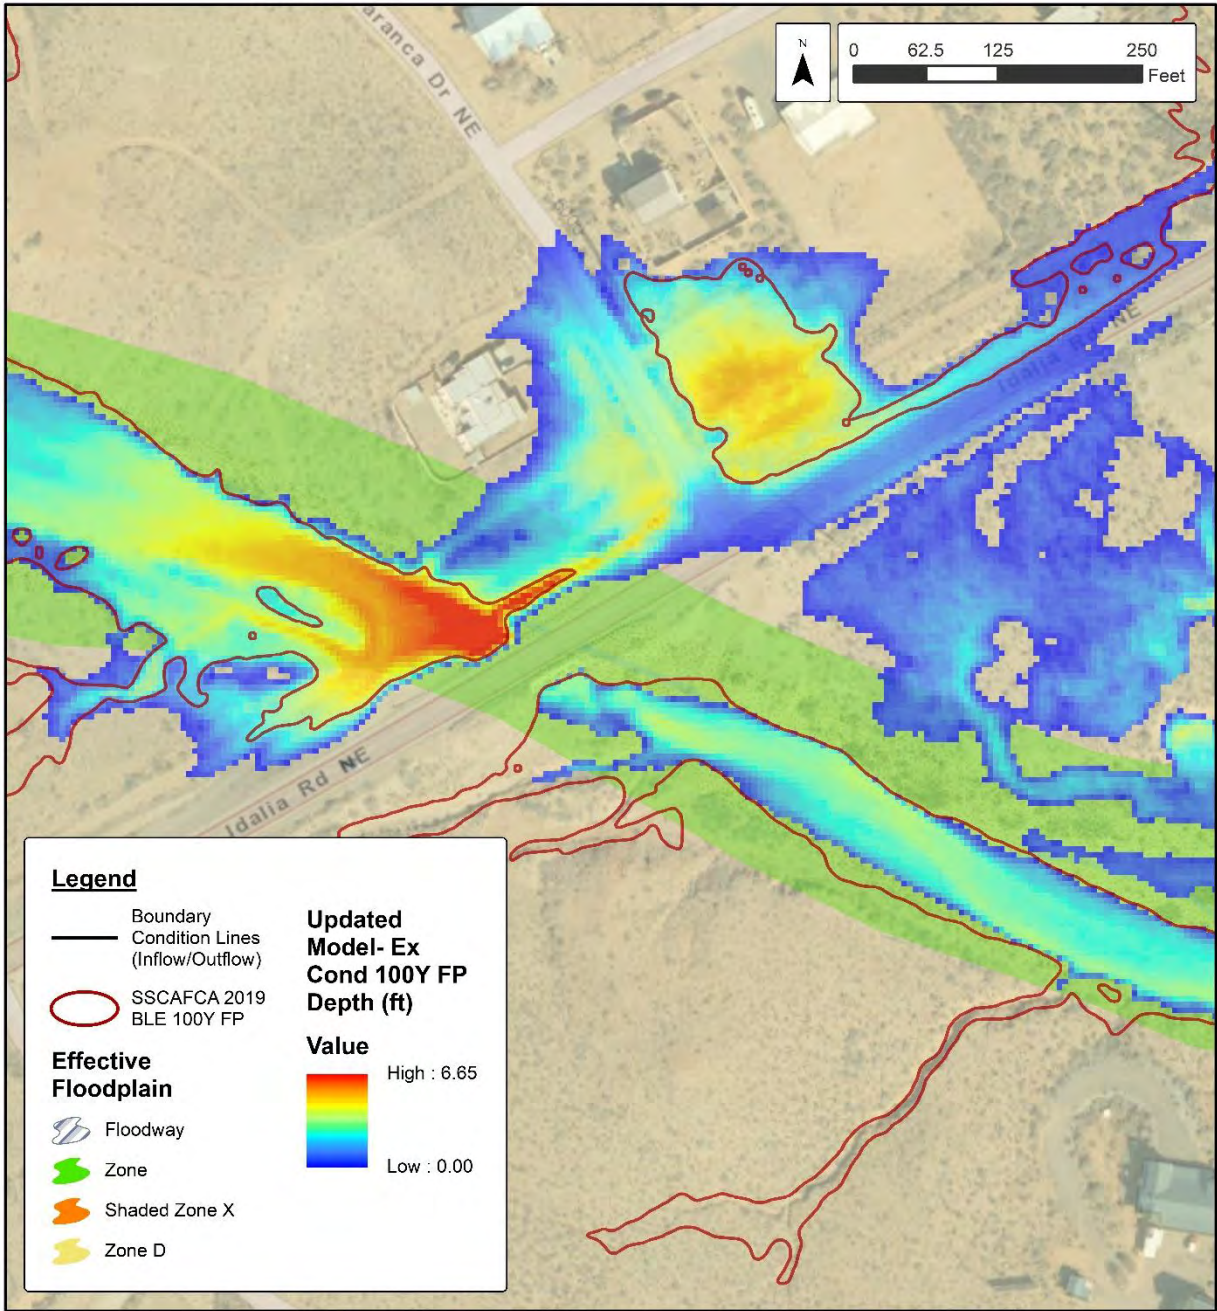 aranca Dr NE
N
0 62.5 125 250
Feet
Idalia NE
Idalia Rd NE
Legend
Boundary
Condition Lines
(Inflow/Outflow)
SSCAFCA 2019
BLE 100Y FP
Effective
Floodplain
Floodway
Zone
Shaded Zone X
Zone D
Updated
Model- Ex
Cond 100Y FP
Depth (ft)
Value
High : 6.65
Low : 0.00